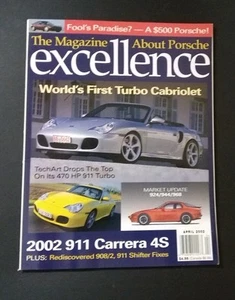 Fool's Paradise? — A $500 Porsche!
The Magazine About Porsche
excellence
World's First Turbo Cabriolet
TechArt Drops The Top
On Its 470 HP 911 Turbo
MARKET UPDATE
924/944/968
2002 911 Carrera 4S
PLUS: Rediscovered 908/2, 911 Shifter Fixes
APRIL 2002